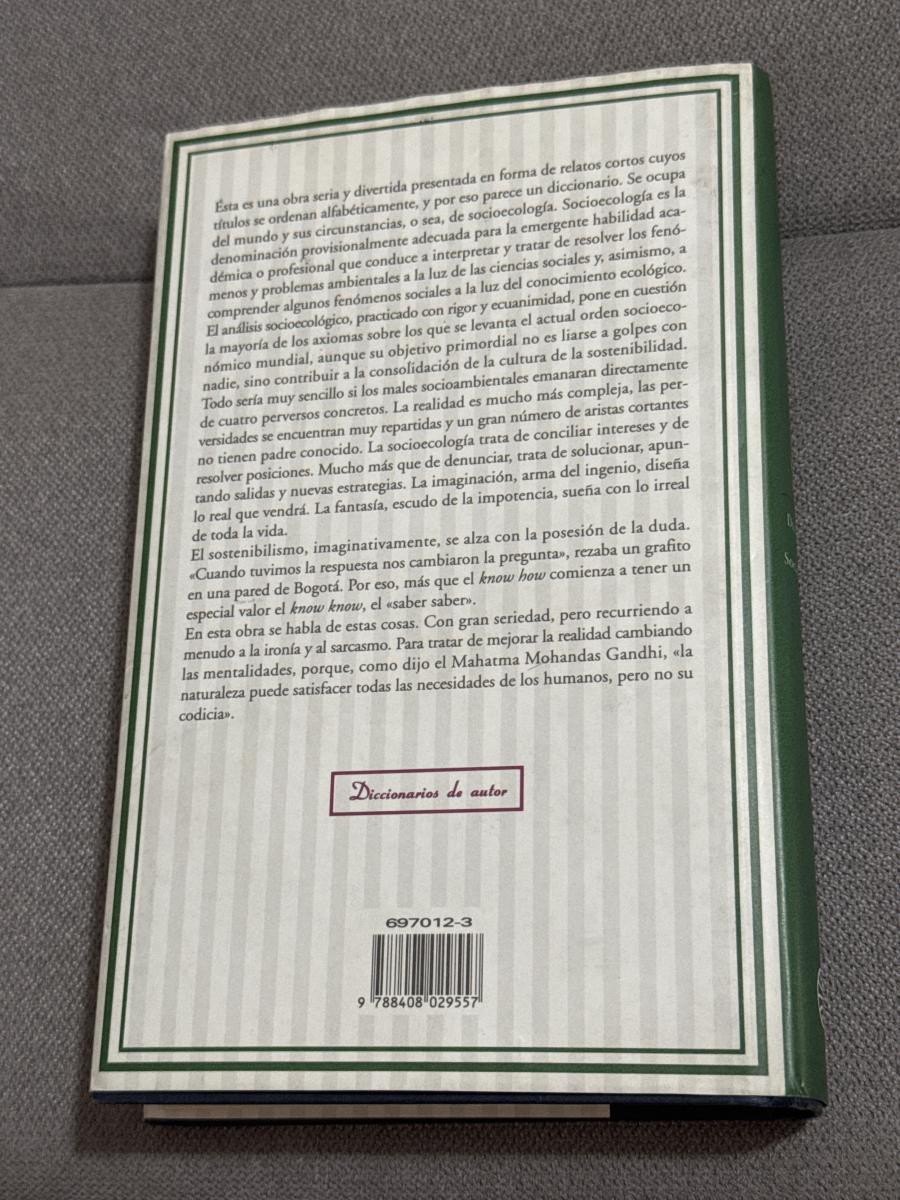 Ésta es una obra seria y divertida presentada en forma de relatos cortos cuyos
títulos se ordenan alfabéticamente, y por eso parece un diccionario. Se ocupa
del mundo y sus circunstancias, o sea, de socioecología. Socioecología es la
denominación provisionalmente adecuada para la emergente habilidad aca-
démica o profesional que conduce a interpretar y tratar de resolver los fenó-
menos y problemas ambientales a la luz de las ciencias sociales y, asimismo, a
comprender algunos fenómenos sociales a la luz del conocimiento ecológico.
El análisis socioecológico, practicado con rigor y ecuanimidad, pone en cuestión
la mayoría de los axiomas sobre los que se levanta el actual orden socioeco-
nómico mundial, aunque su objetivo primordial no es liarse a golpes con
nadie, sino contribuir a la consolidación de la cultura de la sostenibilidad.
Todo sería muy sencillo si los males socioambientales emanaran directamente
de cuatro perversos concretos. La realidad es mucho más compleja, las per-
versidades se encuentran muy repartidas y un gran número de aristas cortantes
no tienen padre conocido. La socioecología trata de conciliar intereses y de
resolver posiciones. Mucho más que de denunciar, trata de solucionar, apun-
tando salidas y nuevas estrategias. La imaginación, arma del ingenio, diseña
lo real que vendrá. La fantasía, escudo de la impotencia, sueña con lo irreal
de toda la vida.
El sostenibilismo, imaginativamente, se alza con la posesión de la duda.
«Cuando tuvimos la respuesta nos cambiaron la pregunta», rezaba un grafito
en una pared de Bogotá. Por eso, más que el know how comienza a tener un
especial valor el know know, el «saber saber».
En esta obra se habla de estas cosas. Con gran seriedad, pero recurriendo a
menudo a la ironía y al sarcasmo. Para tratar de mejorar la realidad cambiando
las mentalidades, porque, como dijo el Mahatma Mohandas Gandhi, «la
naturaleza puede satisfacer todas las necesidades de los humanos, pero no su
codicia».
Diccionarios de autor
697012-3
9 788408 029557